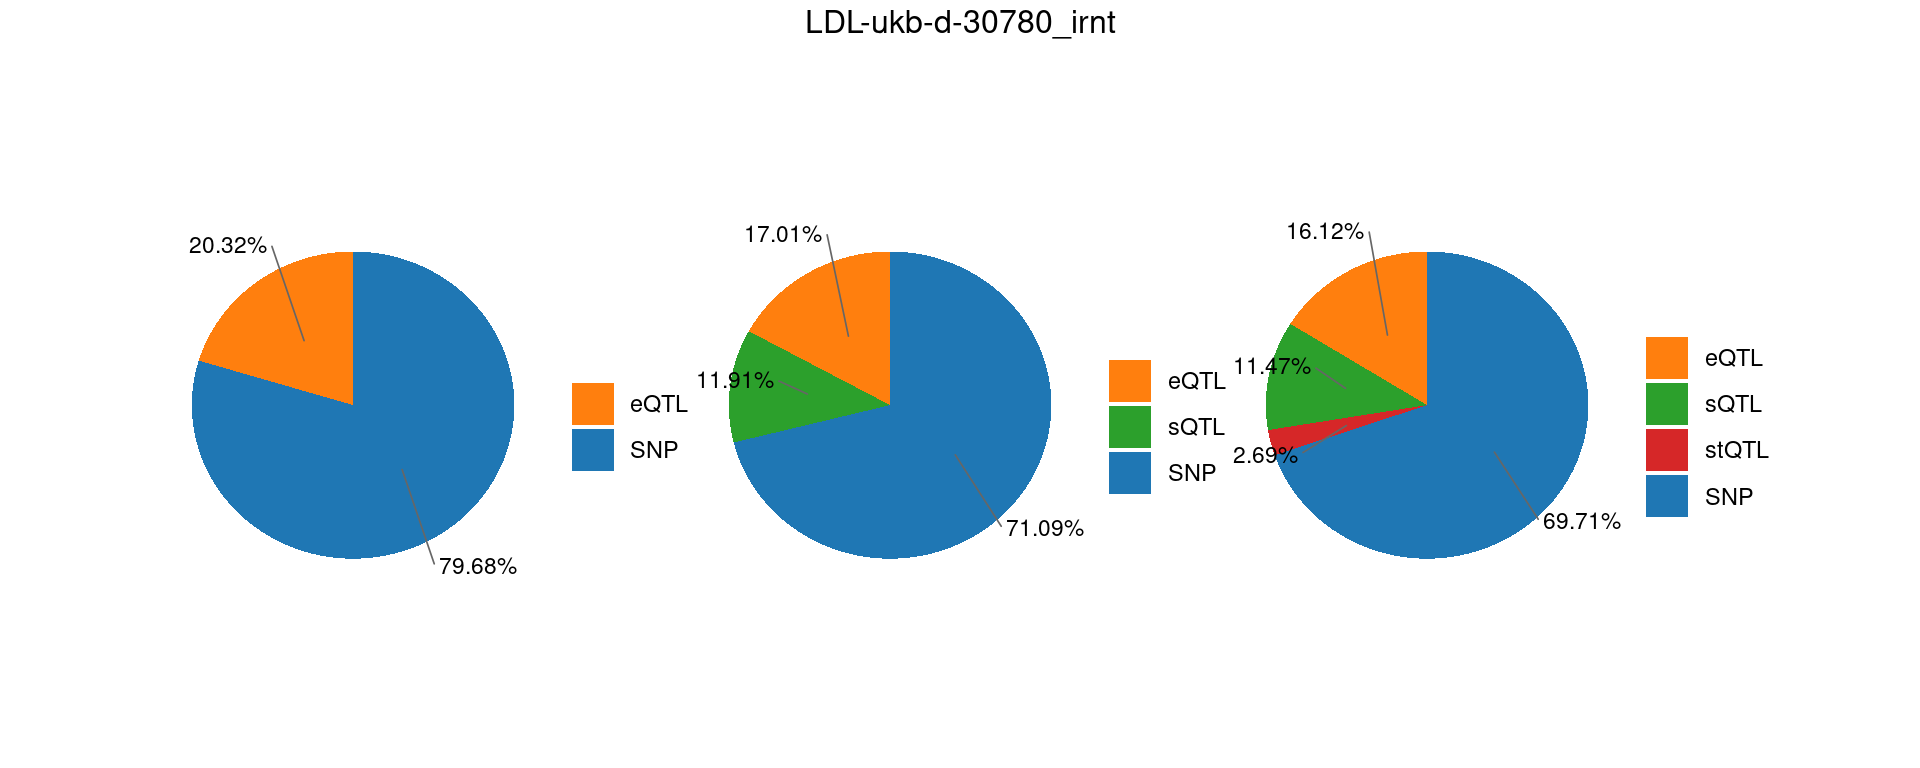 LDL-ukb-d-30780_irnt
20.32%
79.68%
eQTL
SNP
17.01%
11.91%
71.09%
eQTL
sQTL
SNP
16.12%
11.47%
2.69%
69.71%
eQTL
sQTL
stQTL
SNP